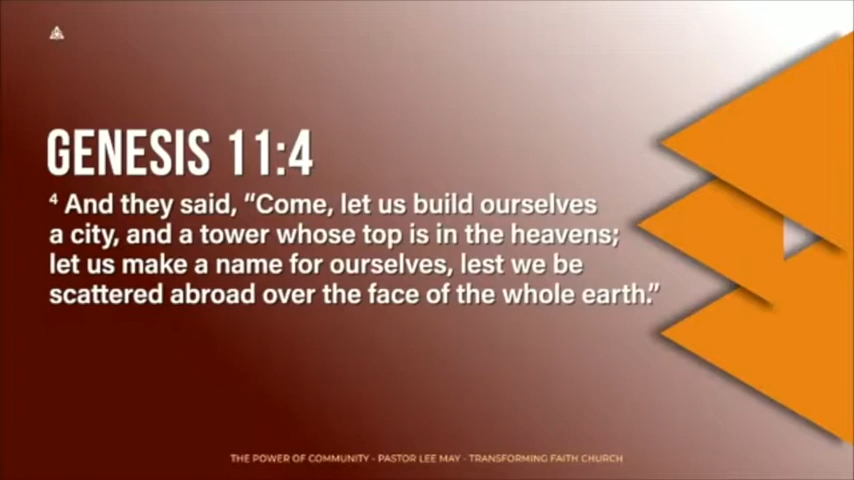 GENESIS 11:4
⁴ And they said, “Come, let us build ourselves
a city, and a tower whose top is in the heavens;
let us make a name for ourselves, lest we be
scattered abroad over the face of the whole earth.”
THE POWER OF COMMUNITY - PASTOR LEE MAY - TRANSFORMING FAITH CHURCH